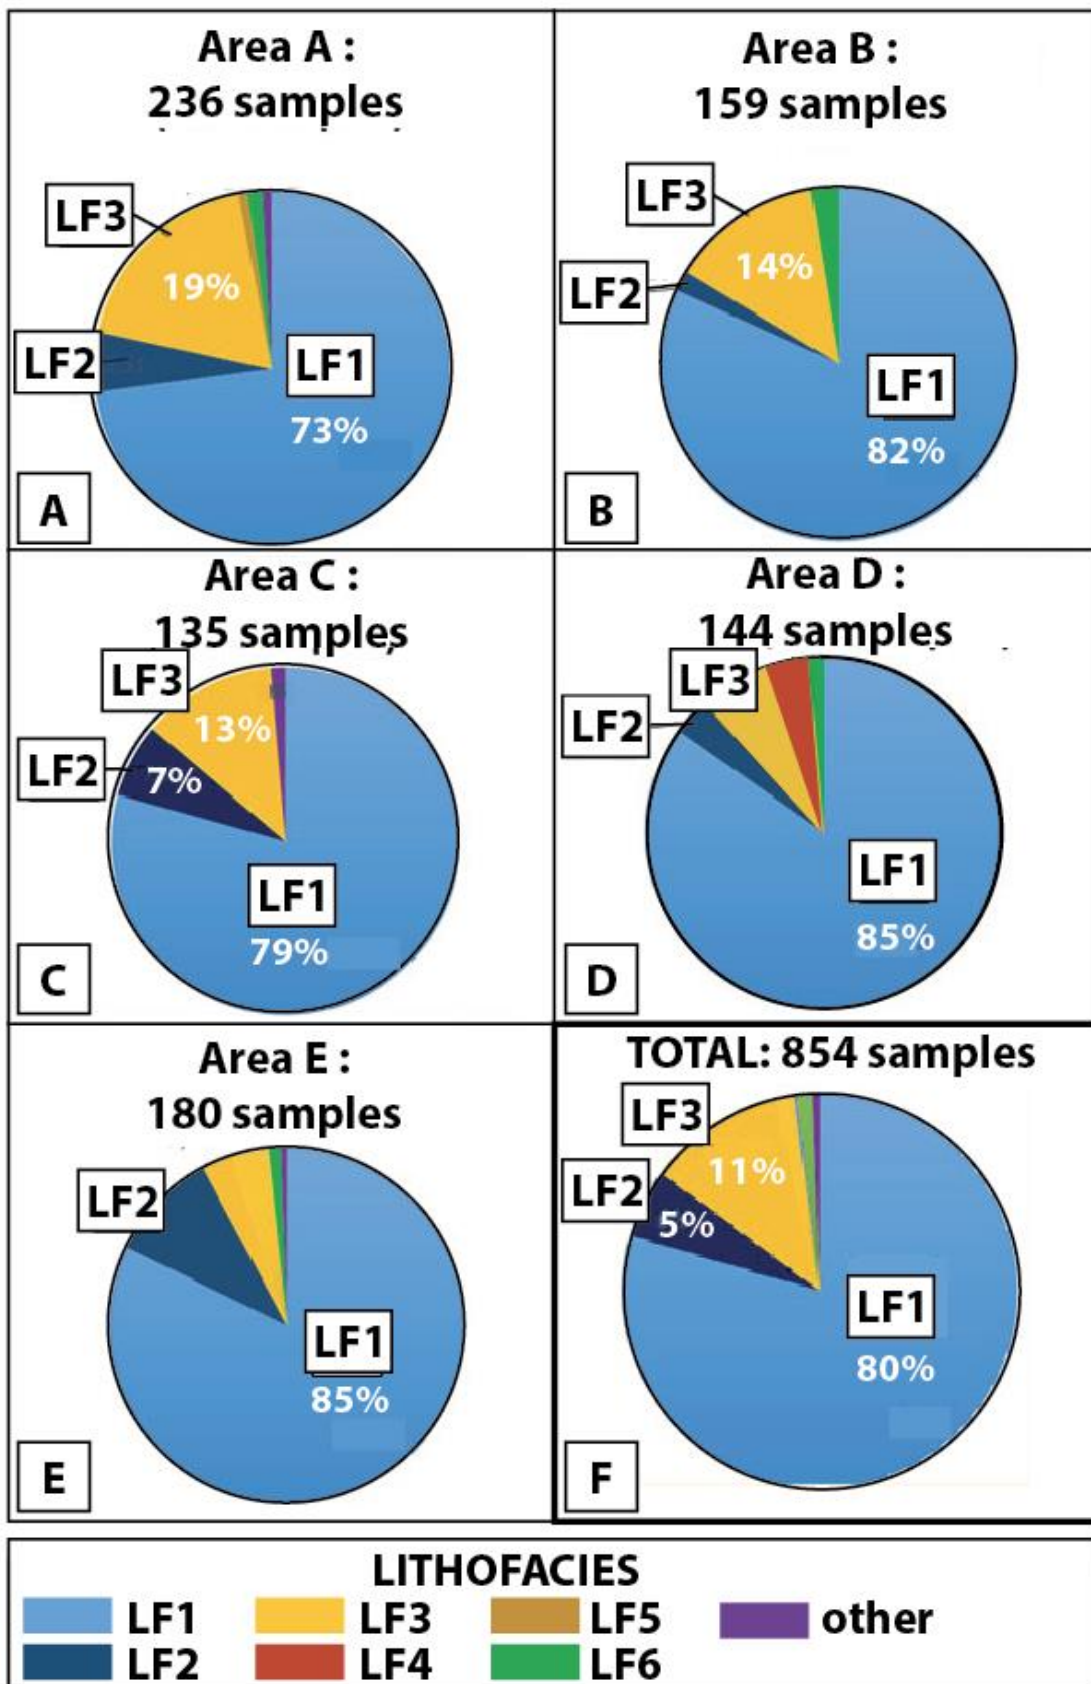 Area A :
236 samples
LF3
19%
LF2
LF1
73%
A
Area B :
159 samples
LF3
14%
LF2
LF1
82%
B
Area C :
135 samples
LF3
13%
LF2
7%
LF1
79%
C
Area D :
144 samples
LF3
LF2
LF1
85%
D
Area E :
180 samples
LF2
LF1
85%
E
TOTAL: 854 samples
LF3
11%
LF2
5%
LF1
80%
F
LITHOFACIES
LF1 LF3 LF5 other
LF2 LF4 LF6